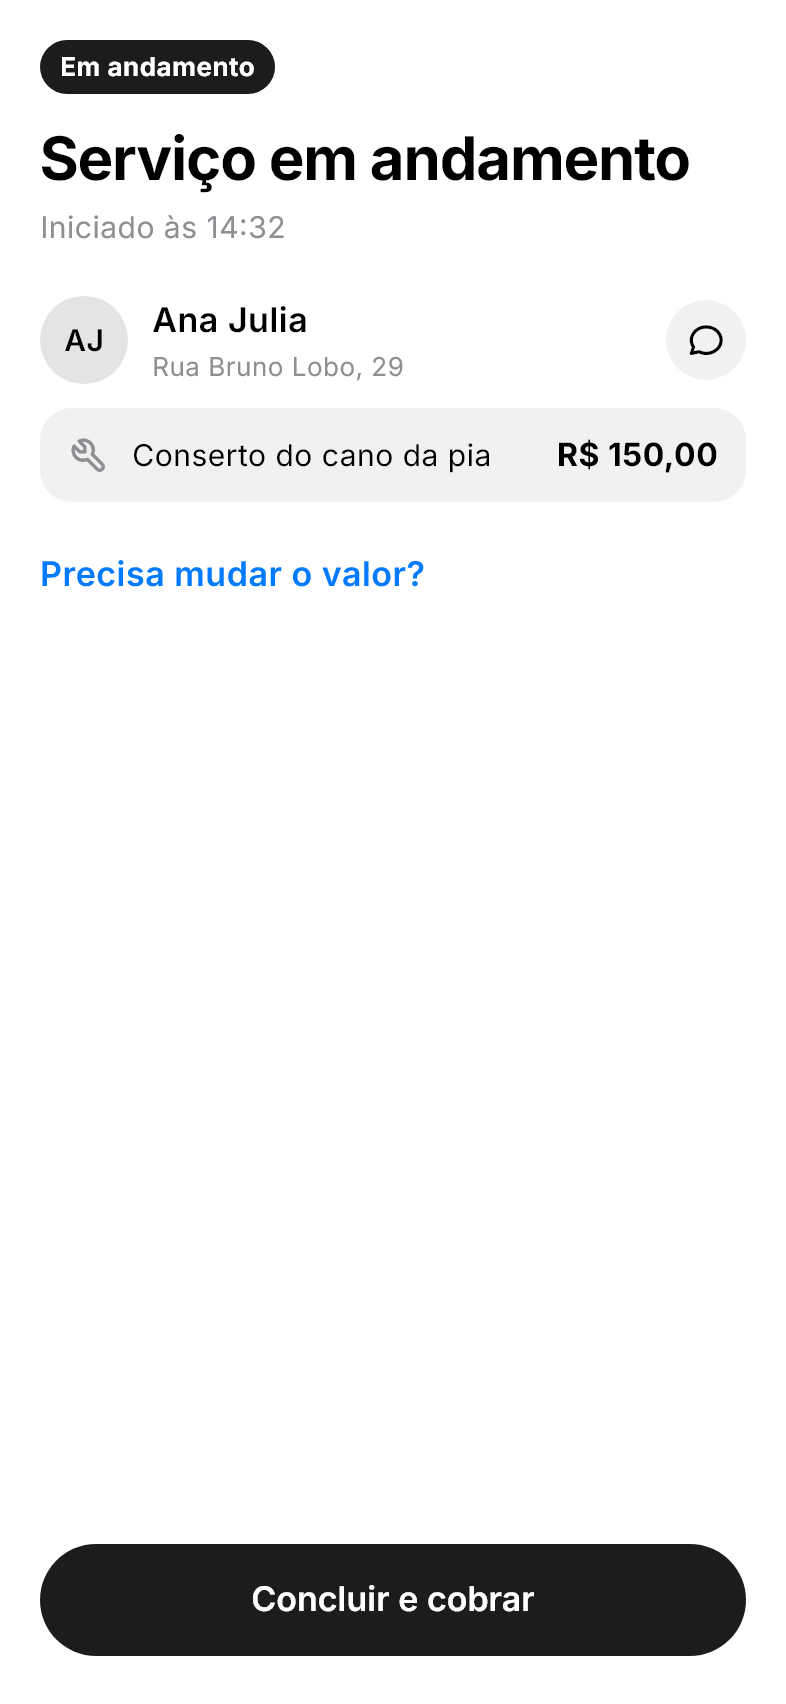 Em andamento
Serviço em andamento
Iniciado às 14:32
AJ
Ana Julia
Rua Bruno Lobo, 29
Conserto do cano da pia R$ 150,00
Precisa mudar o valor?
Concluir e cobrar